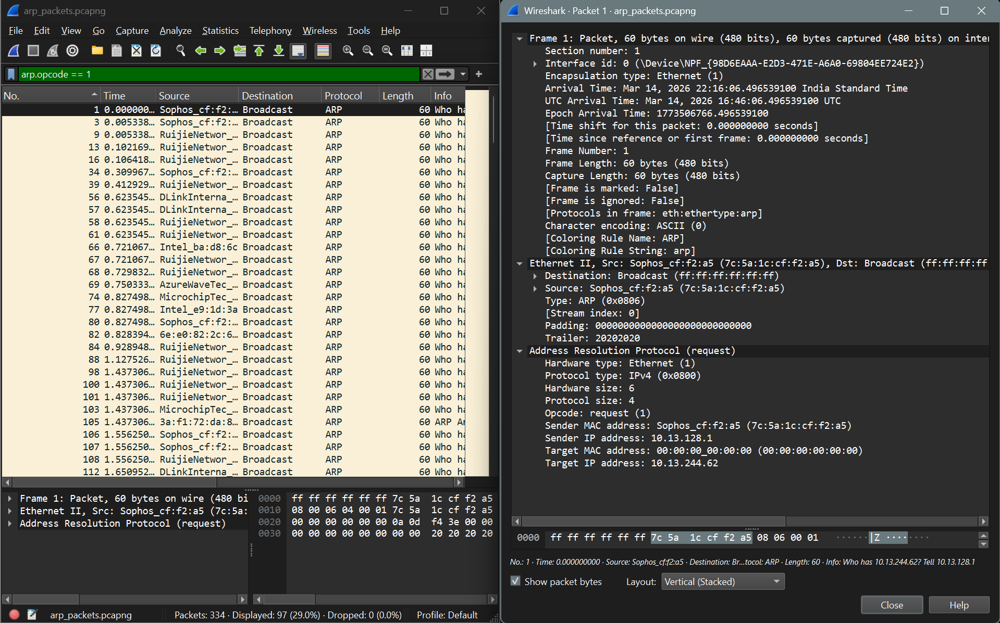 arp_packets.pcapng
File Edit View Go Capture Analyze Statistics Telephony Wireless Tools Help
arp.opcode == 1
No. Time Source Destination Protocol Length Info
1 0.000000… Sophos_cf:f2:… Broadcast ARP 60 Who ha
3 0.005338… Sophos_cf:f2:… Broadcast ARP 60 Who ha
9 0.005338… RuijieNetwor_… Broadcast ARP 60 Who ha
13 0.102169… RuijieNetwor_… Broadcast ARP 60 Who ha
16 0.106418… RuijieNetwor_… Broadcast ARP 60 Who ha
34 0.309967… Sophos_cf:f2:… Broadcast ARP 60 Who ha
39 0.412929… RuijieNetwor_… Broadcast ARP 60 Who ha
56 0.623545… DLinkInterna_… Broadcast ARP 60 Who ha
57 0.623545… DLinkInterna_… Broadcast ARP 60 Who ha
58 0.623545… RuijieNetwor_… Broadcast ARP 60 Who ha
61 0.623545… RuijieNetwor_… Broadcast ARP 60 Who ha
66 0.721067… Intel_ba:d8:6c Broadcast ARP 60 Who ha
67 0.721067… RuijieNetwor_… Broadcast ARP 60 Who ha
68 0.729832… RuijieNetwor_… Broadcast ARP 60 Who ha
69 0.750333… AzureWaveTec_… Broadcast ARP 60 Who ha
74 0.827498… MicrochipTec_… Broadcast ARP 60 Who ha
77 0.827498… Intel_e9:1d:3a Broadcast ARP 60 Who ha
80 0.827498… Sophos_cf:f2:… Broadcast ARP 60 Who ha
82 0.828394… 6e:e0:82:2c:6… Broadcast ARP 60 Who ha
84 0.928948… RuijieNetwor_… Broadcast ARP 60 Who ha
88 1.127526… RuijieNetwor_… Broadcast ARP 60 Who ha
98 1.437306… RuijieNetwor_… Broadcast ARP 60 Who ha
100 1.437306… RuijieNetwor_… Broadcast ARP 60 Who ha
101 1.437306… RuijieNetwor_… Broadcast ARP 60 Who ha
103 1.437306… MicrochipTec_… Broadcast ARP 60 Who ha
105 1.437306… 3a:f1:72:da:8… Broadcast ARP 60 ARP An
106 1.556250… Sophos_cf:f2:… Broadcast ARP 60 Who ha
107 1.556250… Sophos_cf:f2:… Broadcast ARP 60 Who ha
108 1.556250… RuijieNetwor_… Broadcast ARP 60 Who ha
112 1.650952… DLinkInterna_… Broadcast ARP 60 Who ha
Frame 1: Packet, 60 bytes on wire (480 bi
Ethernet II, Src: Sophos_cf:f2:a5 (7c:5a:
Address Resolution Protocol (request)
0000 ff ff ff ff ff ff 7c 5a 1c cf f2 a5
0010 08 00 06 04 00 01 7c 5a 1c cf f2 a5
0020 00 00 00 00 00 00 0a 0d f4 3e 00 00
0030 00 00 00 00 00 00 00 00 20 20 20 20
arp_packets.pcapng Packets: 334 · Displayed: 97 (29.0%) · Dropped: 0 (0.0%) Profile: Default
Wireshark · Packet 1 · arp_packets.pcapng
Frame 1: Packet, 60 bytes on wire (480 bits), 60 bytes captured (480 bits) on inter
Section number: 1
Interface id: 0 (\Device\NPF_{98D6EAAA-E2D3-471E-A6A0-69804EE724E2})
Encapsulation type: Ethernet (1)
Arrival Time: Mar 14, 2026 22:16:06.496539100 India Standard Time
UTC Arrival Time: Mar 14, 2026 16:46:06.496539100 UTC
Epoch Arrival Time: 1773506766.496539100
[Time shift for this packet: 0.000000000 seconds]
[Time since reference or first frame: 0.000000000 seconds]
Frame Number: 1
Frame Length: 60 bytes (480 bits)
Capture Length: 60 bytes (480 bits)
[Frame is marked: False]
[Frame is ignored: False]
[Protocols in frame: eth:ethertype:arp]
Character encoding: ASCII (0)
[Coloring Rule Name: ARP]
[Coloring Rule String: arp]
Ethernet II, Src: Sophos_cf:f2:a5 (7c:5a:1c:cf:f2:a5), Dst: Broadcast (ff:ff:ff:ff
Destination: Broadcast (ff:ff:ff:ff:ff:ff)
Source: Sophos_cf:f2:a5 (7c:5a:1c:cf:f2:a5)
Type: ARP (0x0806)
[Stream index: 0]
Padding: 0000000000000000000000000000
Trailer: 20202020
Address Resolution Protocol (request)
Hardware type: Ethernet (1)
Protocol type: IPv4 (0x0800)
Hardware size: 6
Protocol size: 4
Opcode: request (1)
Sender MAC address: Sophos_cf:f2:a5 (7c:5a:1c:cf:f2:a5)
Sender IP address: 10.13.128.1
Target MAC address: 00:00:00_00:00:00 (00:00:00:00:00:00)
Target IP address: 10.13.244.62
0000 ff ff ff ff ff ff 7c 5a 1c cf f2 a5 08 06 00 01 ······|Z ········
No.: 1 · Time: 0.000000000 · Source: Sophos_cf:f2:a5 · Destination: Br…tocol: ARP · Length: 60 · Info: Who has 10.13.244.62? Tell 10.13.128.1
Show packet bytes Layout: Vertical (Stacked)
Close Help